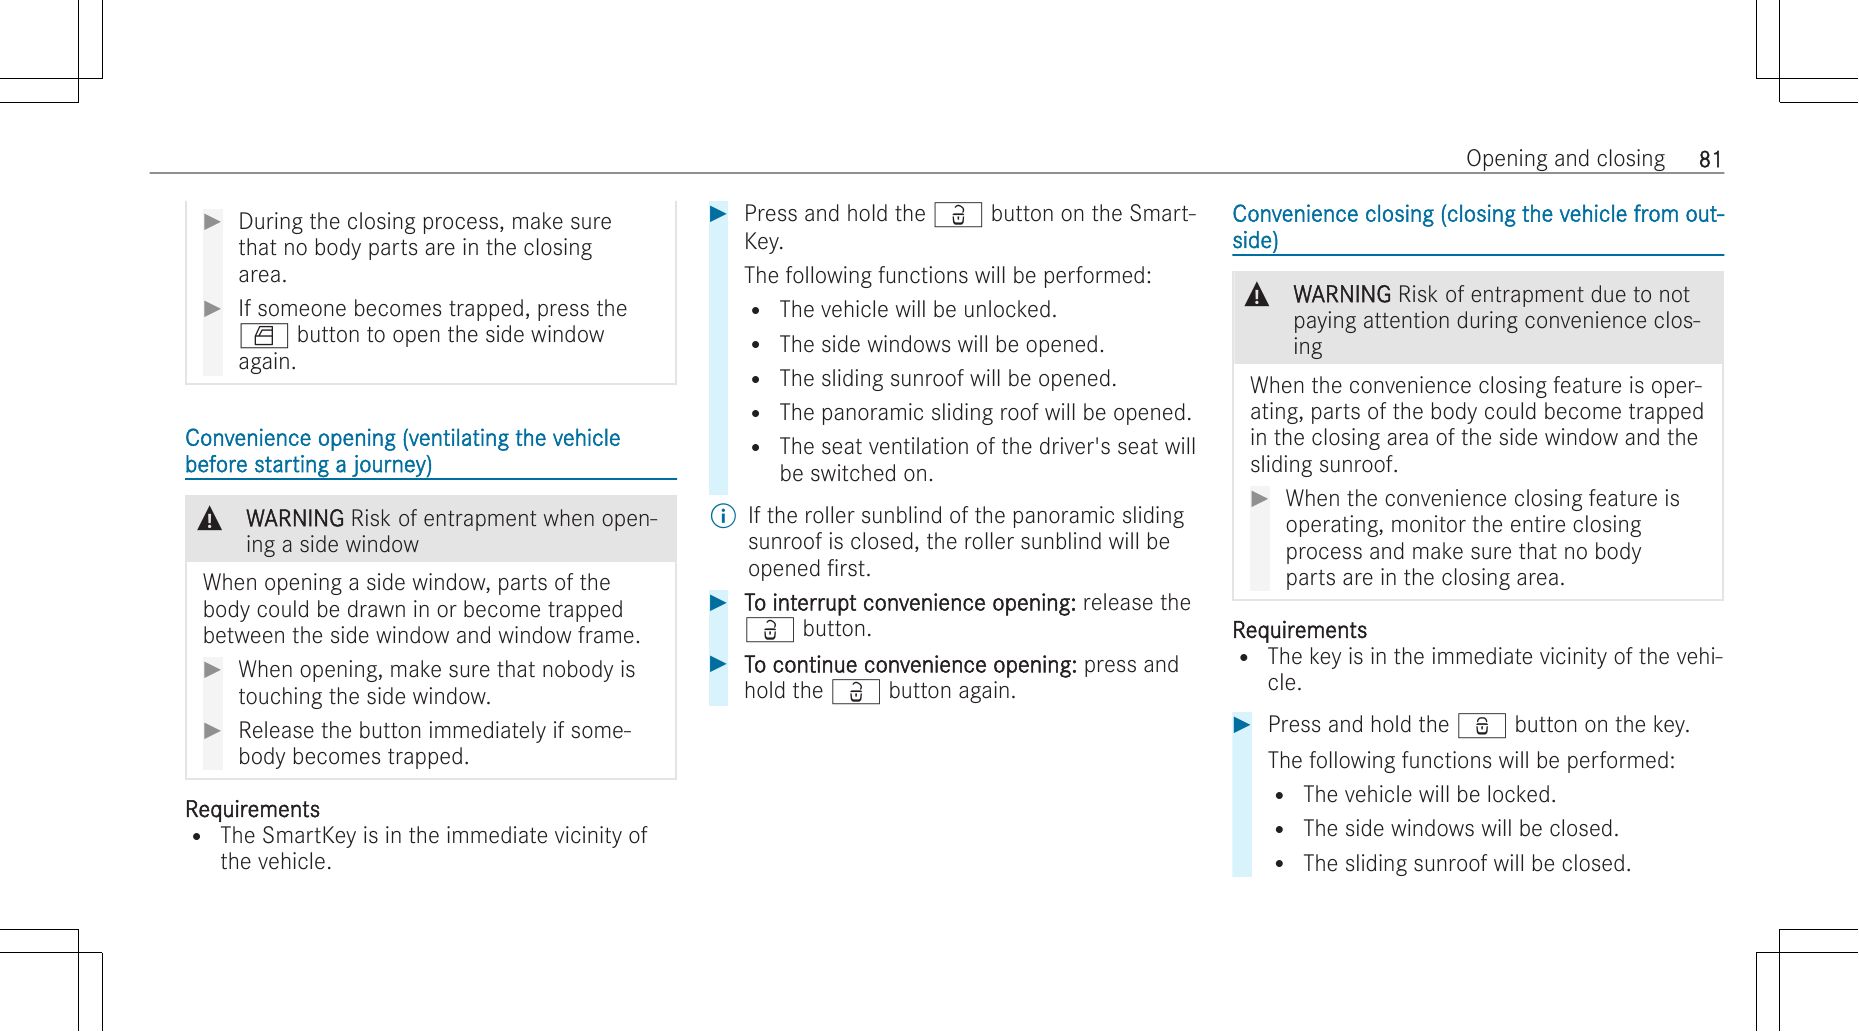 Opening and closing 81
During the closing process, make sure
that no body parts are in the closing
area.
If someone becomes trapped, press the
button to open the side window
again.
Convenience opening (ventilating the vehicle
before starting a journey)
WARNING Risk of entrapment when open-
ing a side window
When opening a side window, parts of the
body could be drawn in or become trapped
between the side window and window frame.
When opening, make sure that nobody is
touching the side window.
Release the button immediately if some-
body becomes trapped.
Requirements
• The SmartKey is in the immediate vicinity of
the vehicle.
Press and hold the button on the Smart-
Key.
The following functions will be performed:
• The vehicle will be unlocked.
• The side windows will be opened.
• The sliding sunroof will be opened.
• The panoramic sliding roof will be opened.
• The seat ventilation of the driver's seat will
be switched on.
If the roller sunblind of the panoramic sliding
sunroof is closed, the roller sunblind will be
opened first.
To interrupt convenience opening: release the
button.
To continue convenience opening: press and
hold the button again.
Convenience closing (closing the vehicle from out-
side)
WARNING Risk of entrapment due to not
paying attention during convenience clos-
ing
When the convenience closing feature is oper-
ating, parts of the body could become trapped
in the closing area of the side window and the
sliding sunroof.
When the convenience closing feature is
operating, monitor the entire closing
process and make sure that no body
parts are in the closing area.
Requirements
• The key is in the immediate vicinity of the vehi-
cle.
Press and hold the button on the key.
The following functions will be performed:
• The vehicle will be locked.
• The side windows will be closed.
• The sliding sunroof will be closed.